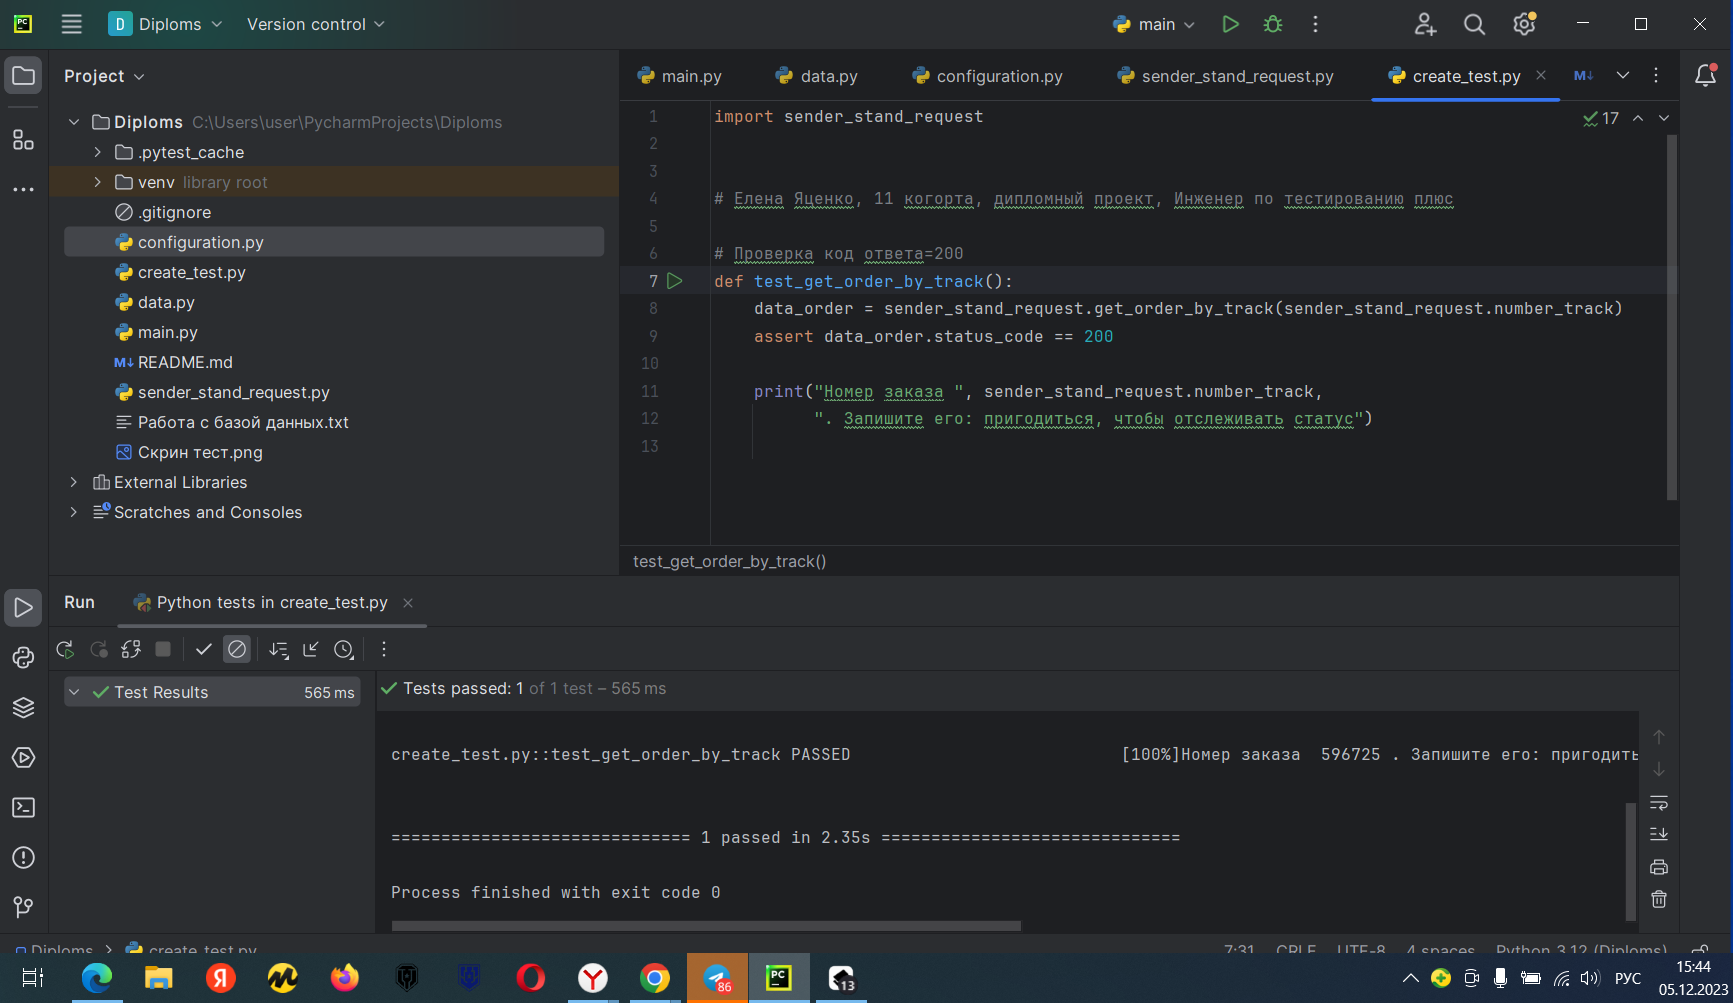 PC
D Diploms
Version control
main
Project
main.py
data.py
configuration.py
sender_stand_request.py
create_test.py
M↓
Diploms C:\Users\user\PycharmProjects\Diploms
.pytest_cache
venv library root
.gitignore
configuration.py
create_test.py
data.py
main.py
M↓ README.md
sender_stand_request.py
Работа с базой данных.txt
Скрин тест.png
External Libraries
Scratches and Consoles
17
1 import sender_stand_request
2
3
4 # Елена Яценко, 11 когорта, дипломный проект, Инженер по тестированию плюс
5
6 # Проверка код ответа=200
7 def test_get_order_by_track():
8 data_order = sender_stand_request.get_order_by_track(sender_stand_request.number_track)
9 assert data_order.status_code == 200
10
11 print("Номер заказа ", sender_stand_request.number_track,
12 ". Запишите его: пригодиться, чтобы отслеживать статус")
13
test_get_order_by_track()
Run
Python tests in create_test.py
Test Results 565 ms
Tests passed: 1 of 1 test – 565 ms
create_test.py::test_get_order_by_track PASSED [100%]Номер заказа 596725 . Запишите его: пригодить
============================== 1 passed in 2.35s ==============================
Process finished with exit code 0
Diploms > create_test.py
7:31 CRLF UTF-8 4 spaces Python 3.12 (Diploms)
Я
Y
86
PC
13
РУС
15:44
05.12.2023